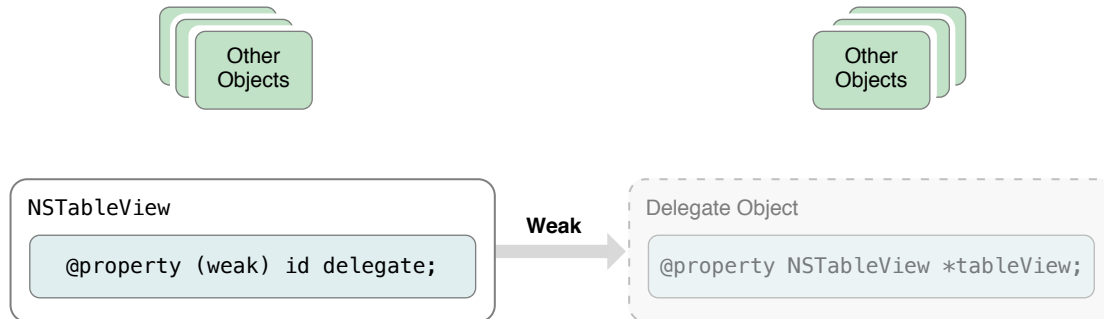 Other
Objects
Other
Objects
NSTableView
@property (weak) id delegate;
Weak
Delegate Object
@property NSTableView *tableView;